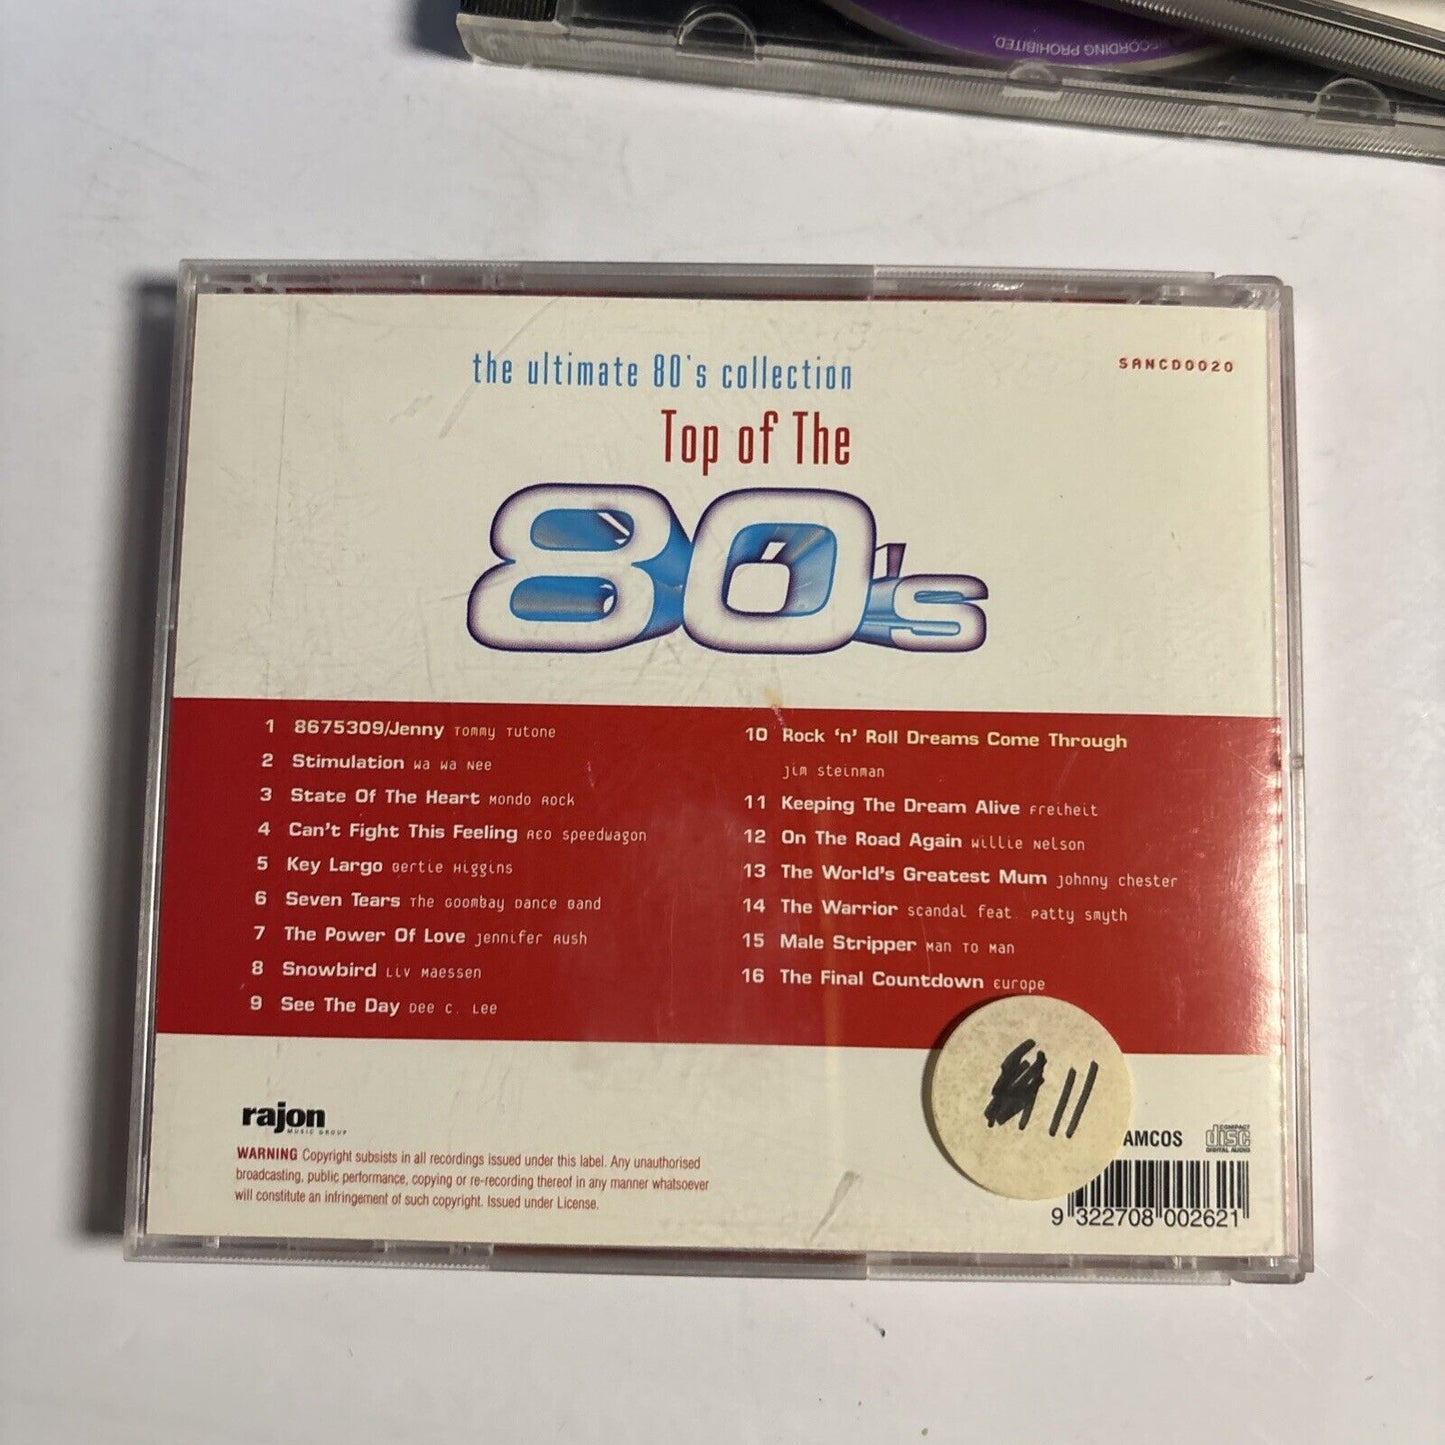 RECORDING PROHIBITED.
the ultimate 80's collection
SANCD0020
Top of The
80's
1 8675309/Jenny Tommy Tutone
2 Stimulation Wa Wa Nee
3 State Of The Heart Mondo Rock
4 Can't Fight This Feeling REO Speedwagon
5 Key Largo Bertie Higgins
6 Seven Tears The Goombay Dance Band
7 The Power Of Love Jennifer Rush
8 Snowbird Liv Maessen
9 See The Day Dee C. Lee
10 Rock 'n' Roll Dreams Come Through
Jim Steinman
11 Keeping The Dream Alive Freiheit
12 On The Road Again Willie Nelson
13 The World's Greatest Mum Johnny Chester
14 The Warrior Scandal feat. Patty Smyth
15 Male Stripper Man To Man
16 The Final Countdown Europe
11
rajon
MUSIC GROUP
WARNING Copyright subsists in all recordings issued under this label. Any unauthorised
broadcasting, public performance, copying or re-recording thereof in any manner whatsoever
will constitute an infringement of such copyright. Issued under License.
AMCOS
COMPACT
disc
DIGITAL AUDIO
9 322708 002621